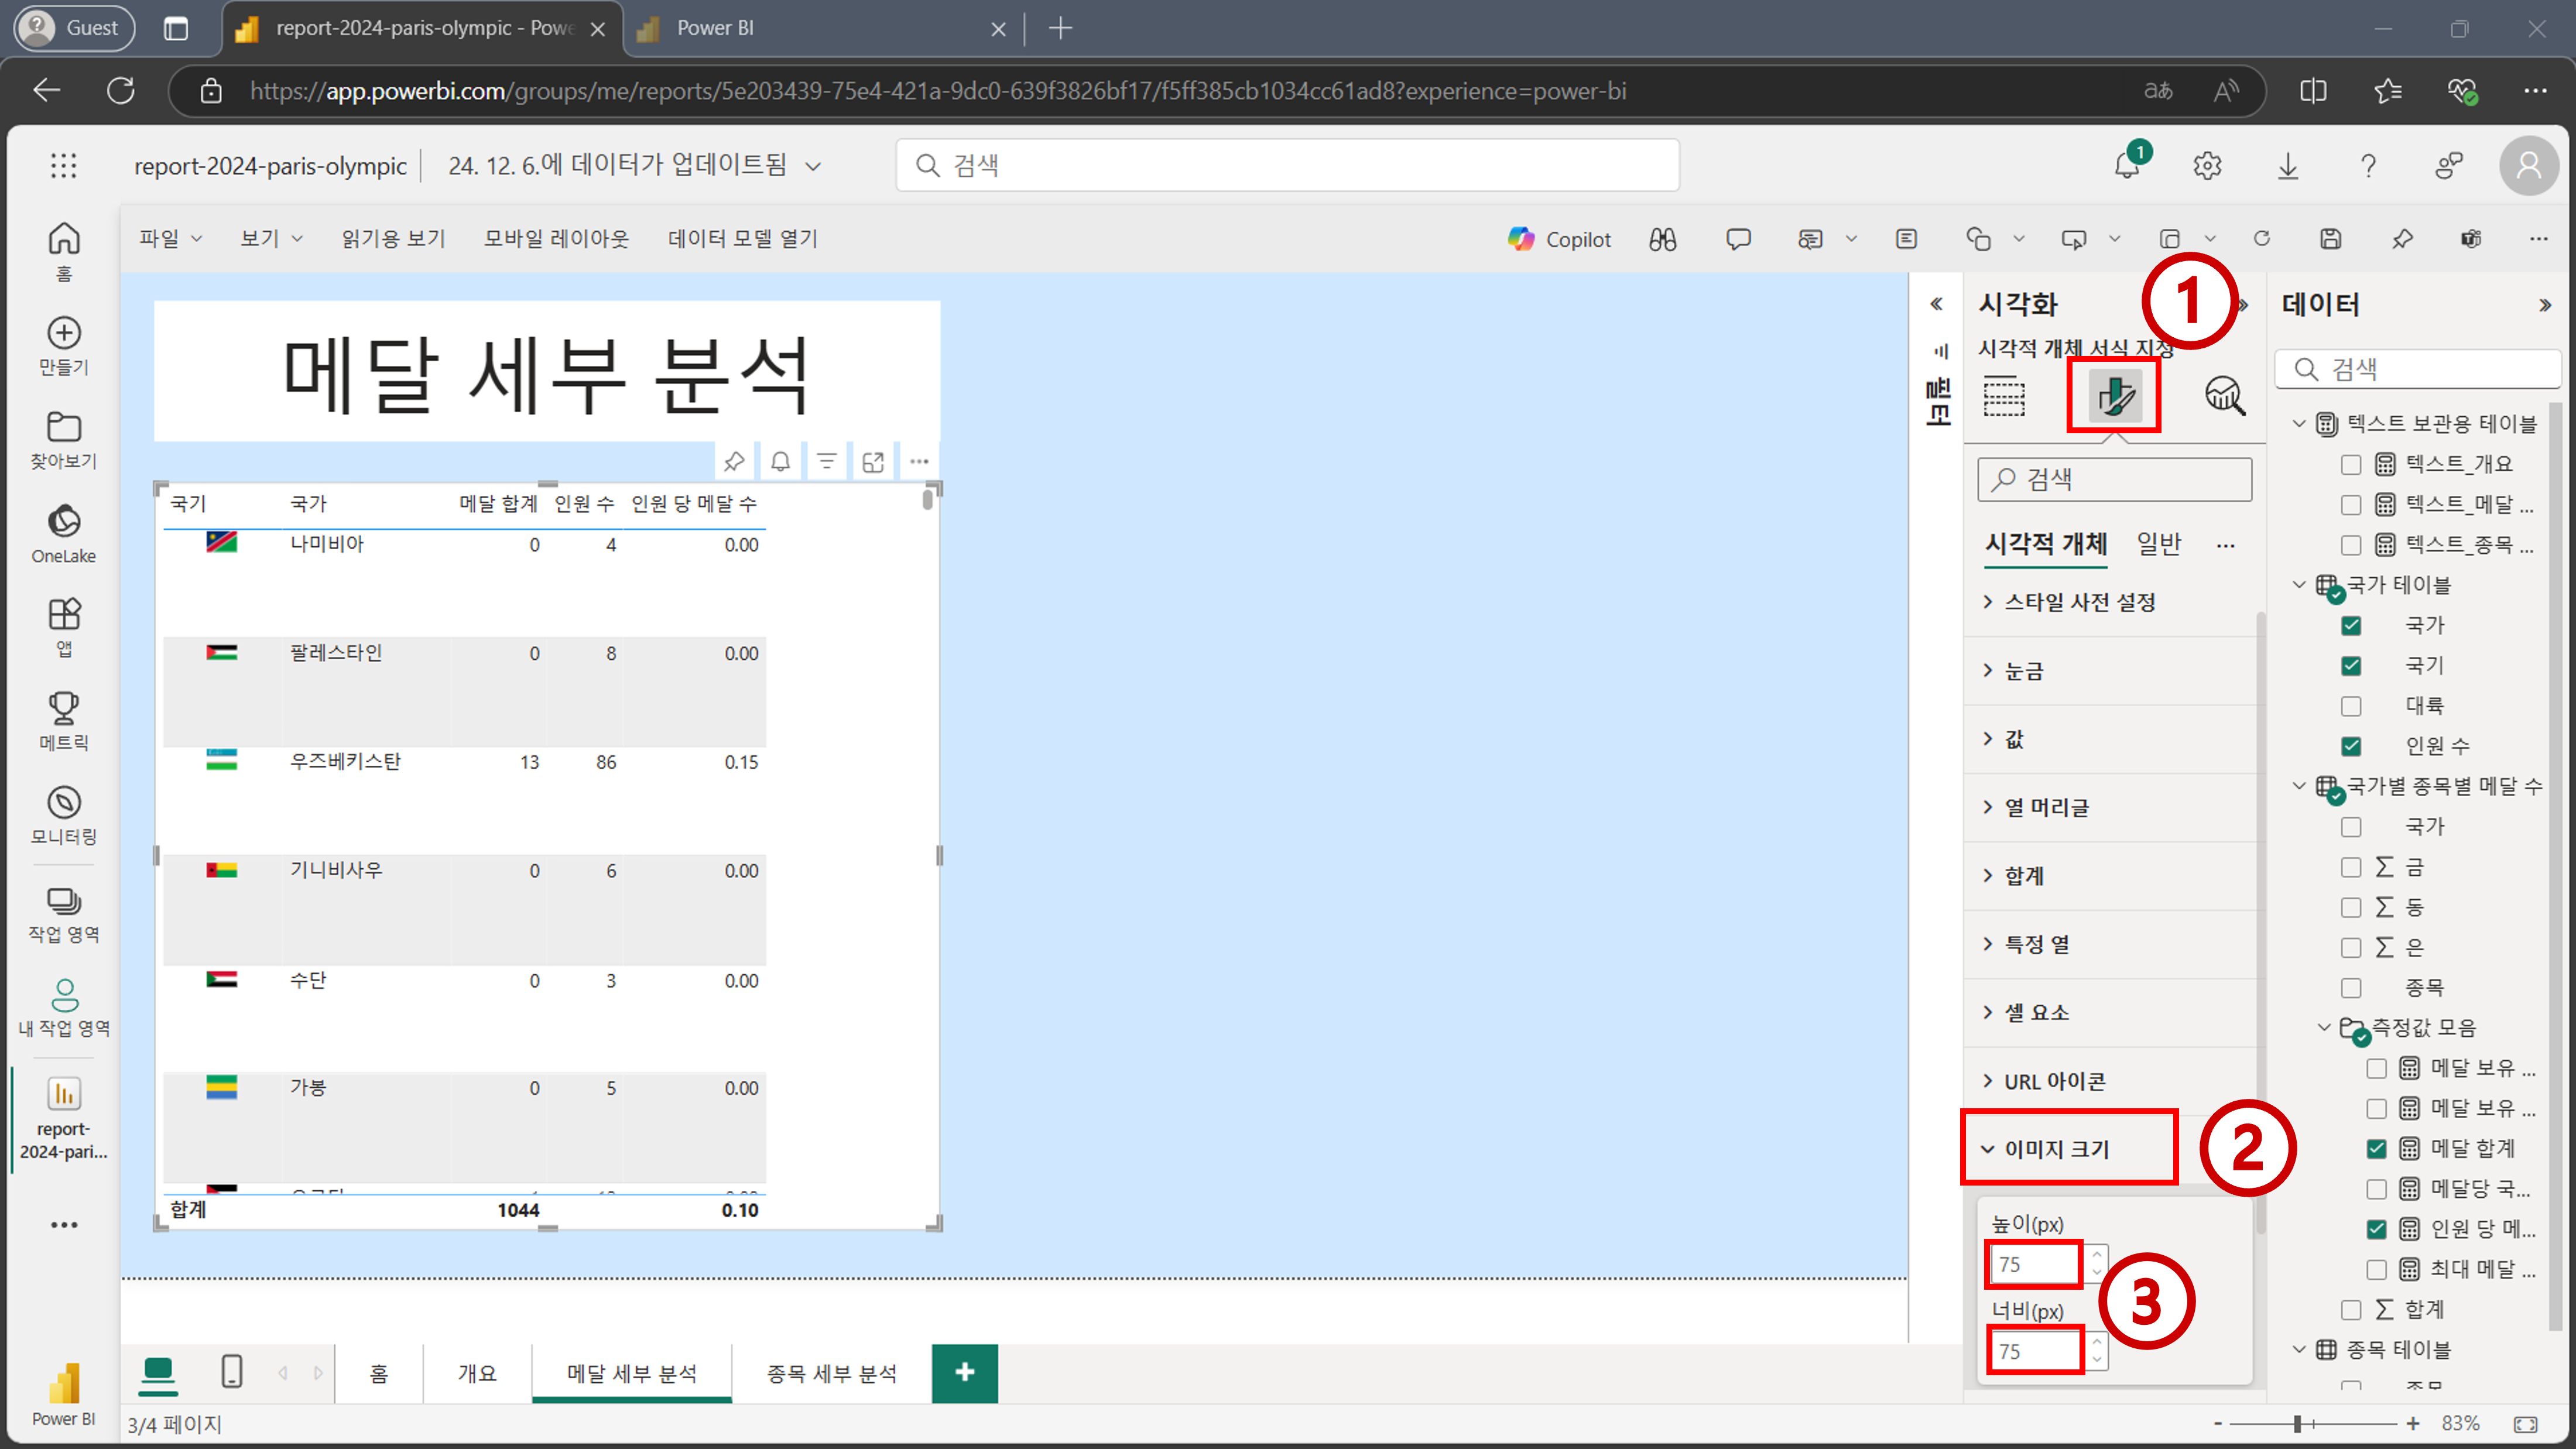 Guest
report-2024-paris-olympic - Powe
Power BI
https://app.powerbi.com/groups/me/reports/5e203439-75e4-421a-9dc0-639f3826bf17/f5ff385cb1034cc61ad8?experience=power-bi
report-2024-paris-olympic
24. 12. 6.에 데이터가 업데이트됨
검색
1
파일
보기
읽기용 보기
모바일 레이아웃
데이터 모델 열기
Copilot
홈
만들기
찾아보기
OneLake
앱
메트릭
모니터링
작업 영역
내 작업 영역
report-
2024-pari...
Power BI
메달 세부 분석
국기 국가 메달 합계 인원 수 인원 당 메달 수
나미비아 0 4 0.00
팔레스타인 0 8 0.00
우즈베키스탄 13 86 0.15
기니비사우 0 6 0.00
수단 0 3 0.00
가봉 0 5 0.00
합계 1044 0.10
필터
시각화
1
시각적 개체 서식 지정
검색
시각적 개체
일반
스타일 사전 설정
눈금
값
열 머리글
합계
특정 열
셀 요소
URL 아이콘
이미지 크기
2
높이(px)
75
너비(px)
75
3
데이터
검색
텍스트 보관용 테이블
텍스트_개요
텍스트_메달 ...
텍스트_종목 ...
국가 테이블
국가
국기
대륙
인원 수
국가별 종목별 메달 수
국가
금
동
은
종목
측정값 모음
메달 보유 ...
메달 보유 ...
메달 합계
메달당 국...
인원 당 메...
최대 메달 ...
합계
종목 테이블
홈
개요
메달 세부 분석
종목 세부 분석
3/4 페이지
83%